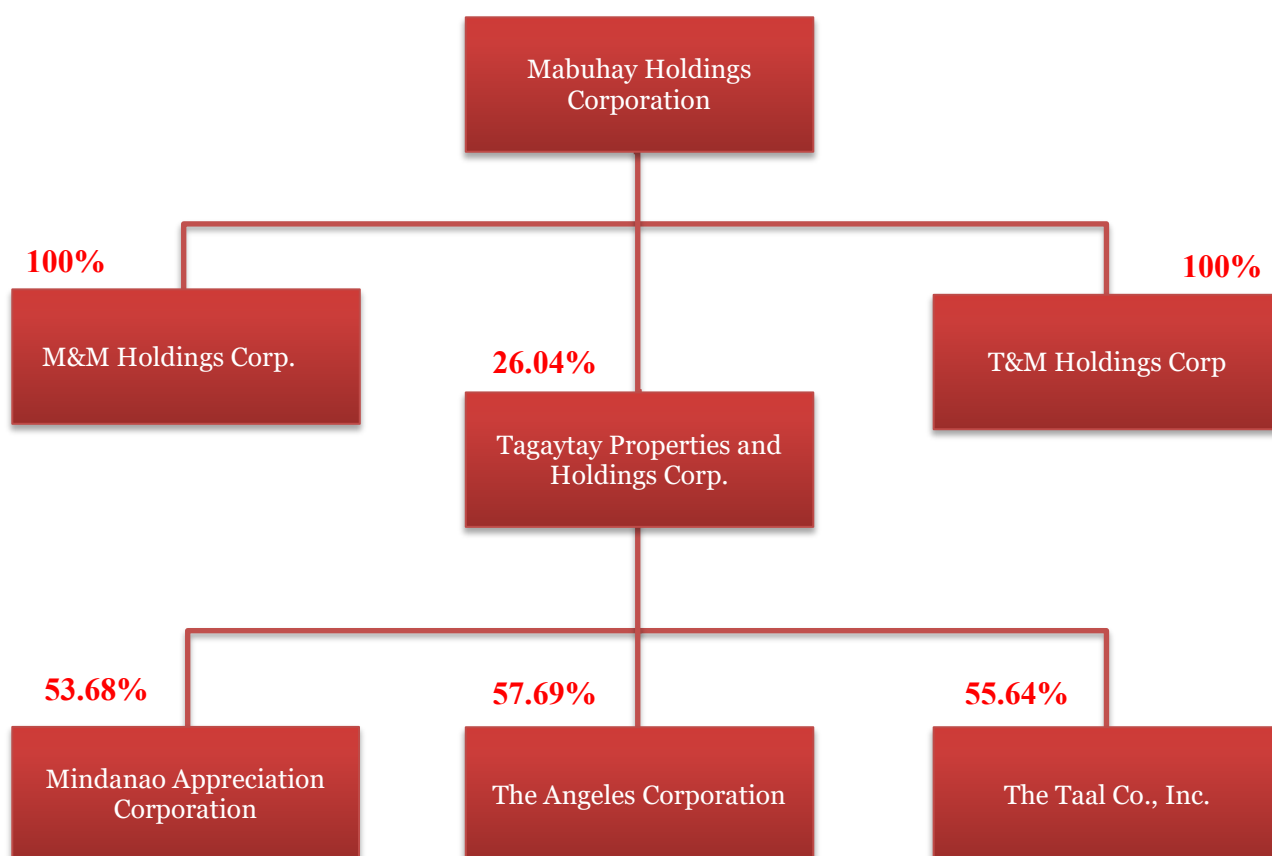 Mabuhay Holdings
Corporation
100%
M&M Holdings Corp.
26.04%
Tagaytay Properties and
Holdings Corp.
100%
T&M Holdings Corp
53.68%
Mindanao Appreciation
Corporation
57.69%
The Angeles Corporation
55.64%
The Taal Co., Inc.